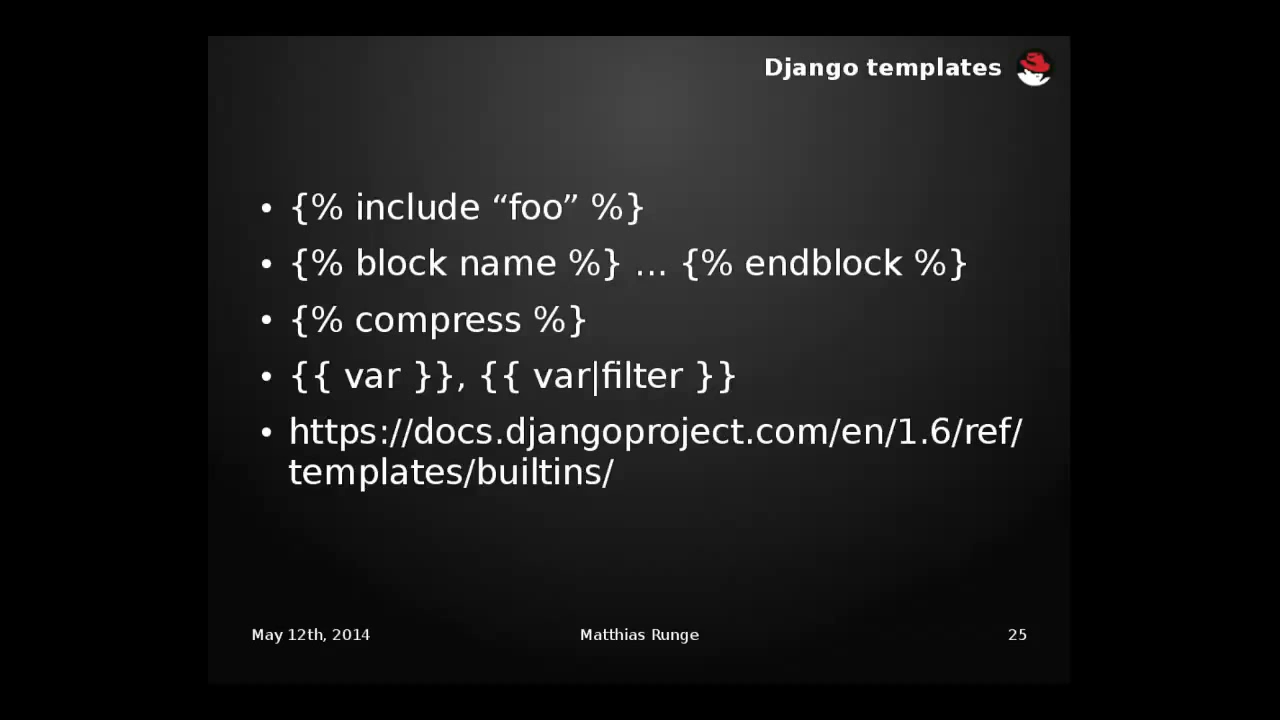 Django templates
• {% include “foo” %}
• {% block name %} ... {% endblock %}
• {% compress %}
• {{ var }}, {{ var|filter }}
• https://docs.djangoproject.com/en/1.6/ref/
templates/builtins/
May 12th, 2014
Matthias Runge
25